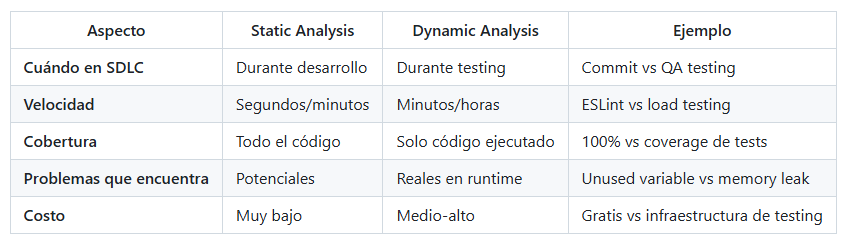 Aspecto Static Analysis Dynamic Analysis Ejemplo
Cuándo en SDLC Durante desarrollo Durante testing Commit vs QA testing
Velocidad Segundos/minutos Minutos/horas ESLint vs load testing
Cobertura Todo el código Solo código ejecutado 100% vs coverage de tests
Problemas que encuentra Potenciales Reales en runtime Unused variable vs memory leak
Costo Muy bajo Medio-alto Gratis vs infraestructura de testing